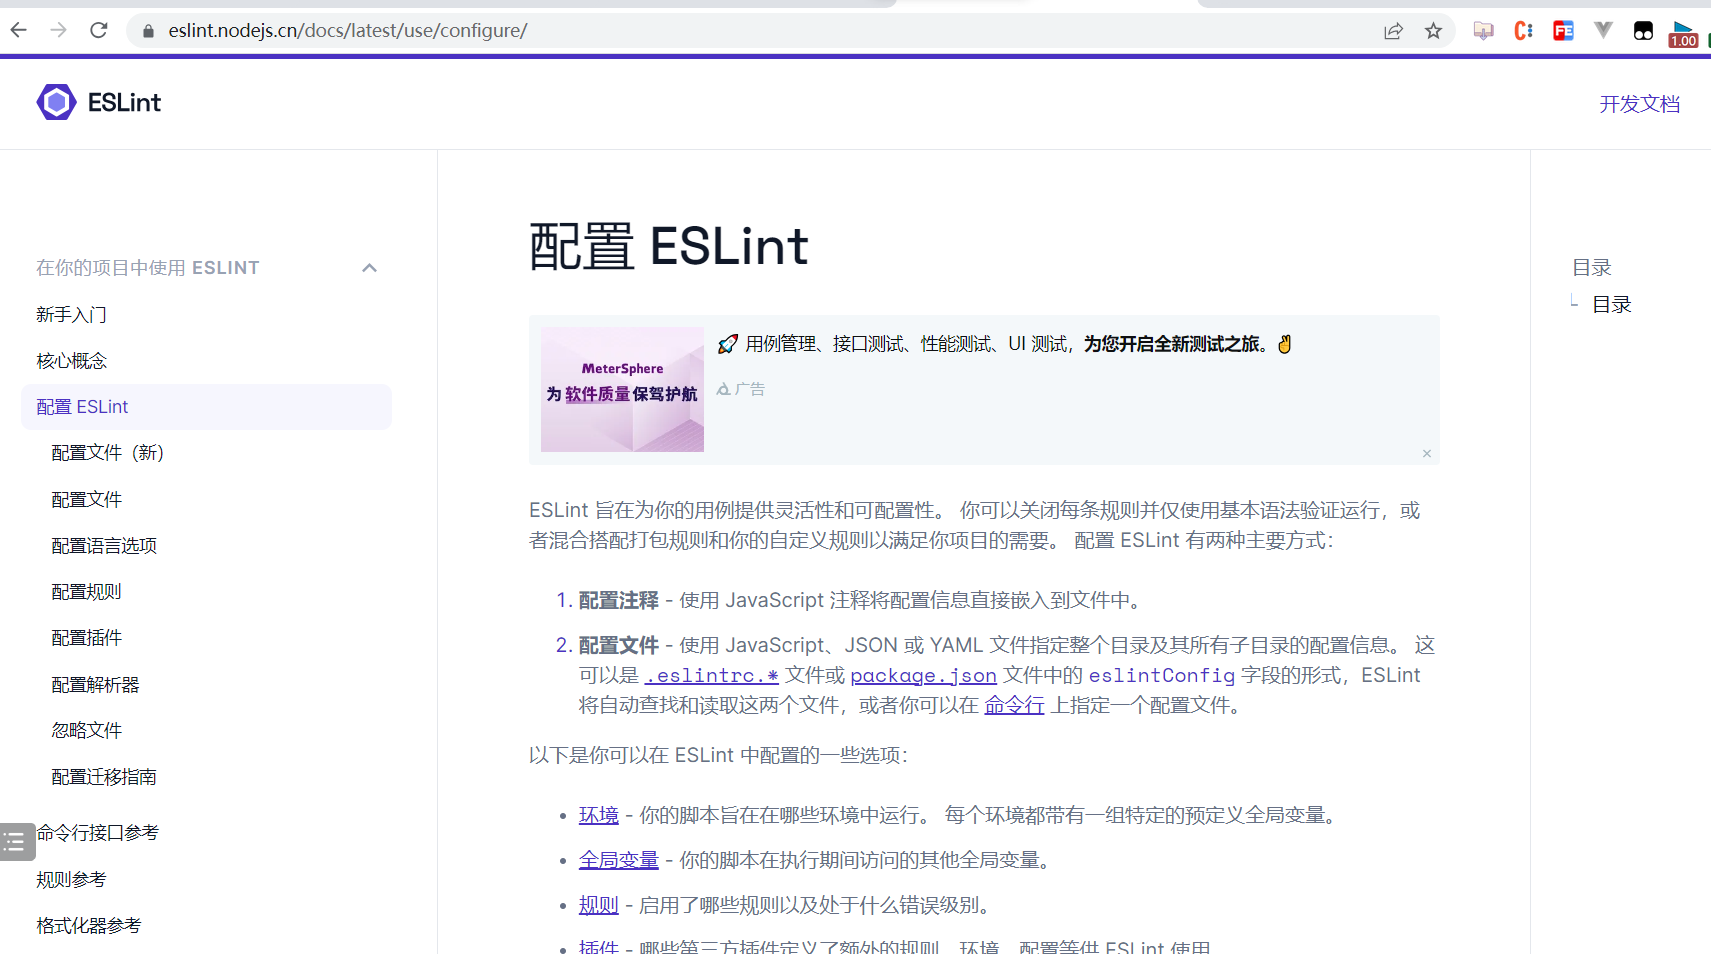 eslint.nodejs.cn/docs/latest/use/configure/
1.00
ESLint
开发文档
在你的项目中使用 ESLINT
新手入门
核心概念
配置 ESLint
配置文件（新）
配置文件
配置语言选项
配置规则
配置插件
配置解析器
忽略文件
配置迁移指南
命令行接口参考
规则参考
格式化器参考
配置 ESLint
MeterSphere
为 软件质量 保驾护航
🚀 用例管理、接口测试、性能测试、UI 测试，为您开启全新测试之旅。✌
广告
×
ESLint 旨在为你的用例提供灵活性和可配置性。 你可以关闭每条规则并仅使用基本语法验证运行，或
者混合搭配打包规则和你的自定义规则以满足你项目的需要。 配置 ESLint 有两种主要方式：
1. 配置注释 - 使用 JavaScript 注释将配置信息直接嵌入到文件中。
2. 配置文件 - 使用 JavaScript、JSON 或 YAML 文件指定整个目录及其所有子目录的配置信息。 这
可以是 .eslintrc.* 文件或 package.json 文件中的 eslintConfig 字段的形式，ESLint
将自动查找和读取这两个文件，或者你可以在 命令行 上指定一个配置文件。
以下是你可以在 ESLint 中配置的一些选项：
• 环境 - 你的脚本旨在在哪些环境中运行。 每个环境都带有一组特定的预定义全局变量。
• 全局变量 - 你的脚本在执行期间访问的其他全局变量。
• 规则 - 启用了哪些规则以及处于什么错误级别。
• 插件 - 哪些第三方插件定义了额外的规则、环境、配置等供 ESLint 使用
目录
目录